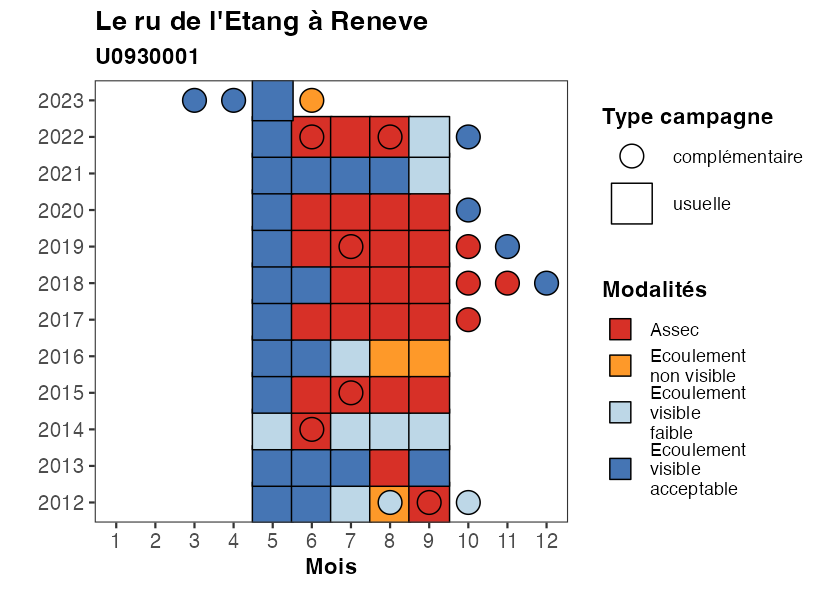 Le ru de l'Etang à Reneve
U0930001
2023
2022
2021
2020
2019
2018
2017
2016
2015
2014
2013
2012
1 2 3 4 5 6 7 8 9 10 11 12
Mois
Type campagne
complémentaire
usuelle
Modalités
Assec
Ecoulement
non visible
Ecoulement
visible
faible
Ecoulement
visible
acceptable